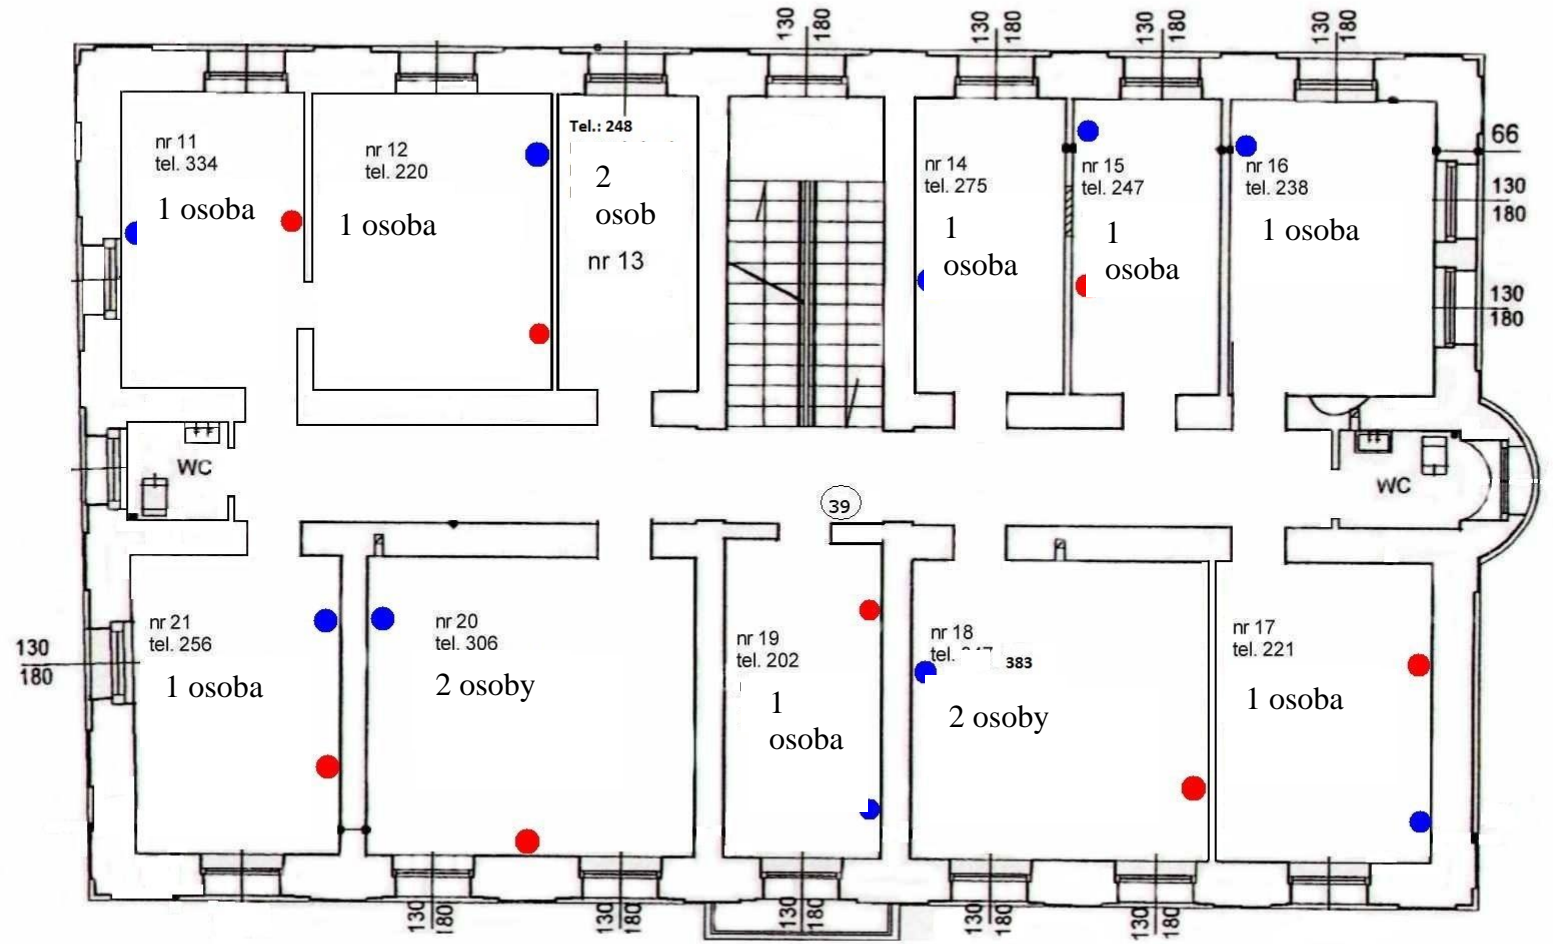 130
180
130
180
130
180
130
180
nr 11
tel. 334
1 osoba
nr 12
tel. 220
1 osoba
Tel.: 248
2
osob
nr 13
nr 14
tel. 275
1
osoba
nr 15
tel. 247
1
osoba
nr 16
tel. 238
1 osoba
66
130
180
130
180
WC
39
WC
130
180
nr 21
tel. 256
1 osoba
nr 20
tel. 306
2 osoby
nr 19
tel. 202
1
osoba
nr 18
tel.
383
2 osoby
nr 17
tel. 221
1 osoba
130
180
130
180
130
180
130
180
130
180